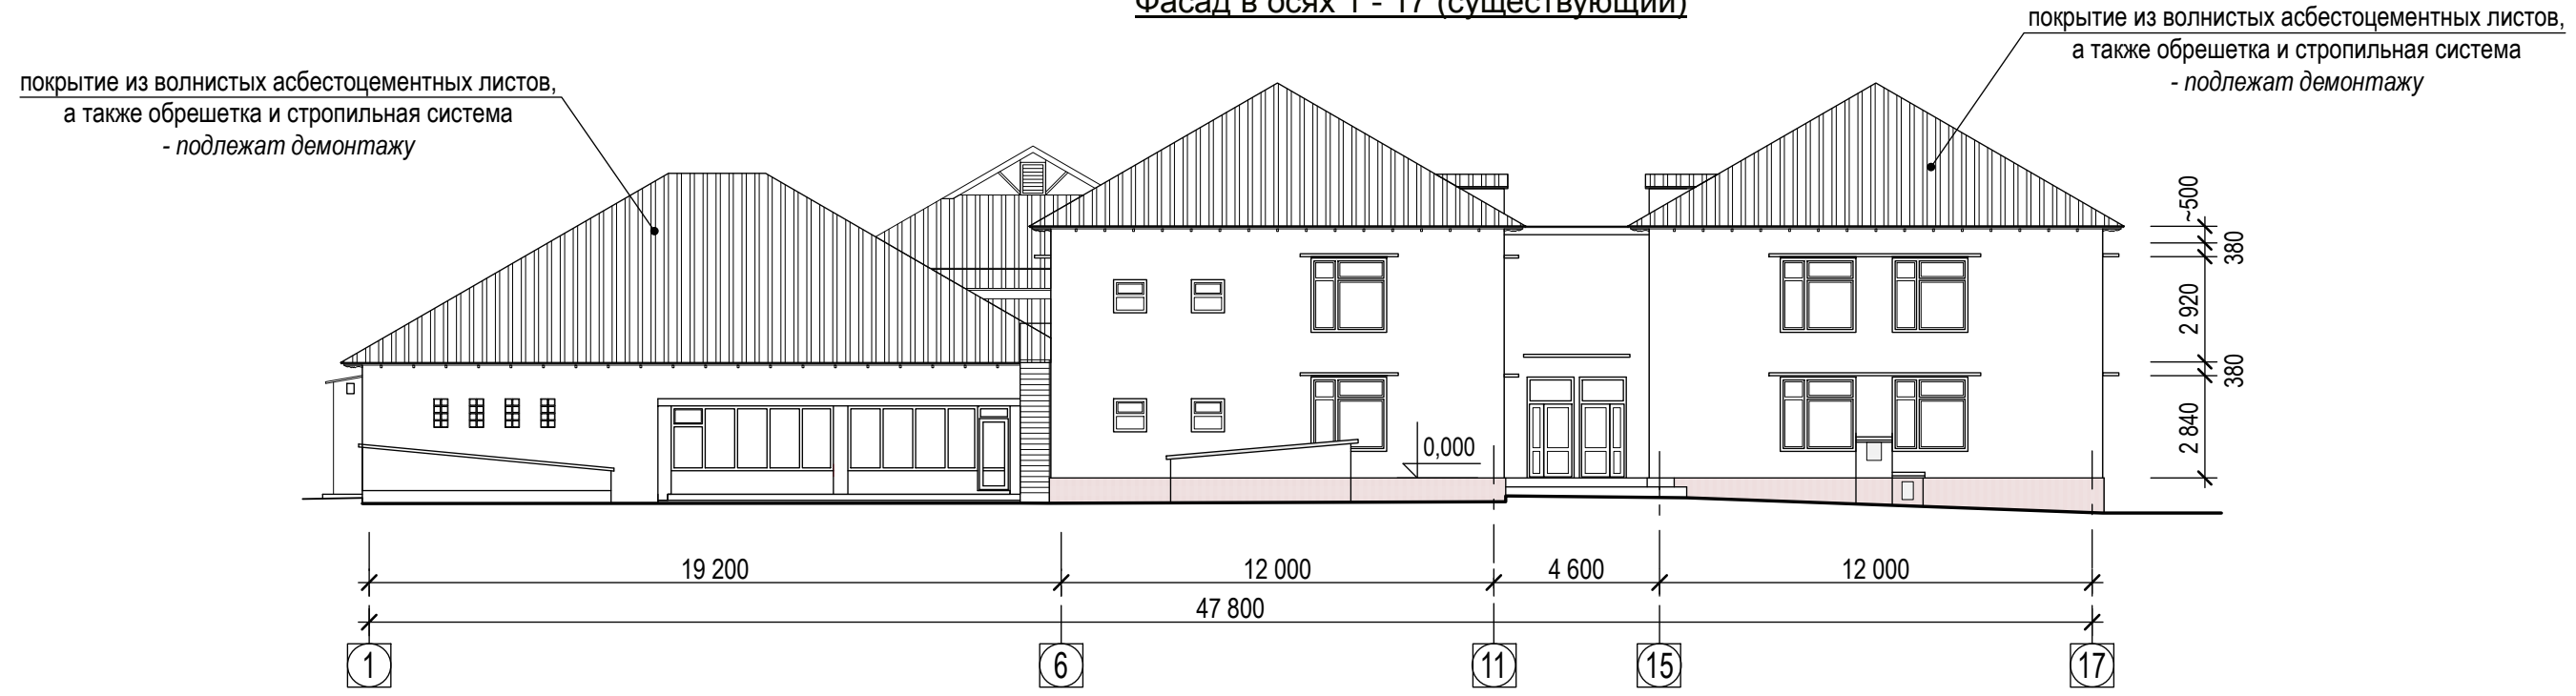 Фасад в осях 1 - 17 (существующий)
покрытие из волнистых асбестоцементных листов,
а также обрешетка и стропильная система
- подлежат демонтажу
покрытие из волнистых асбестоцементных листов,
а также обрешетка и стропильная система
- подлежат демонтажу
~500
380
2 920
380
2 840
0,000
19 200
12 000
4 600
12 000
47 800
1
6
11
15
17